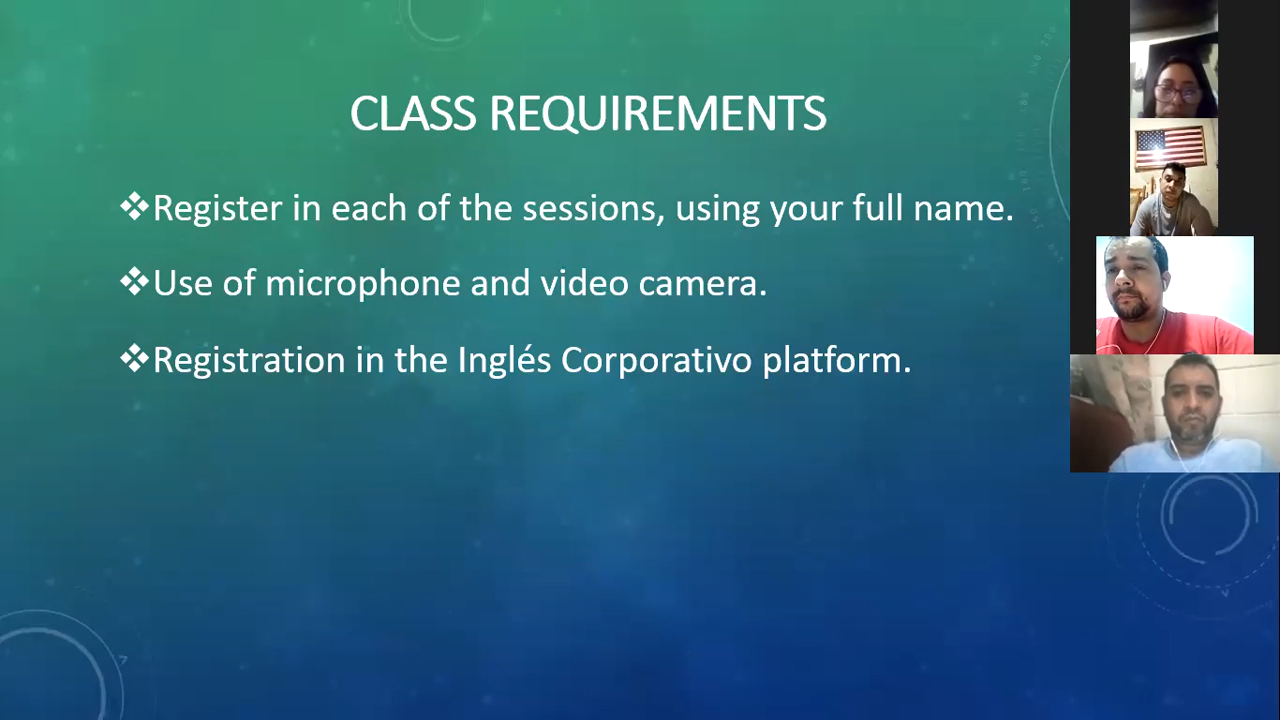 CLASS REQUIREMENTS
❖Register in each of the sessions, using your full name.
❖Use of microphone and video camera.
❖Registration in the Inglés Corporativo platform.